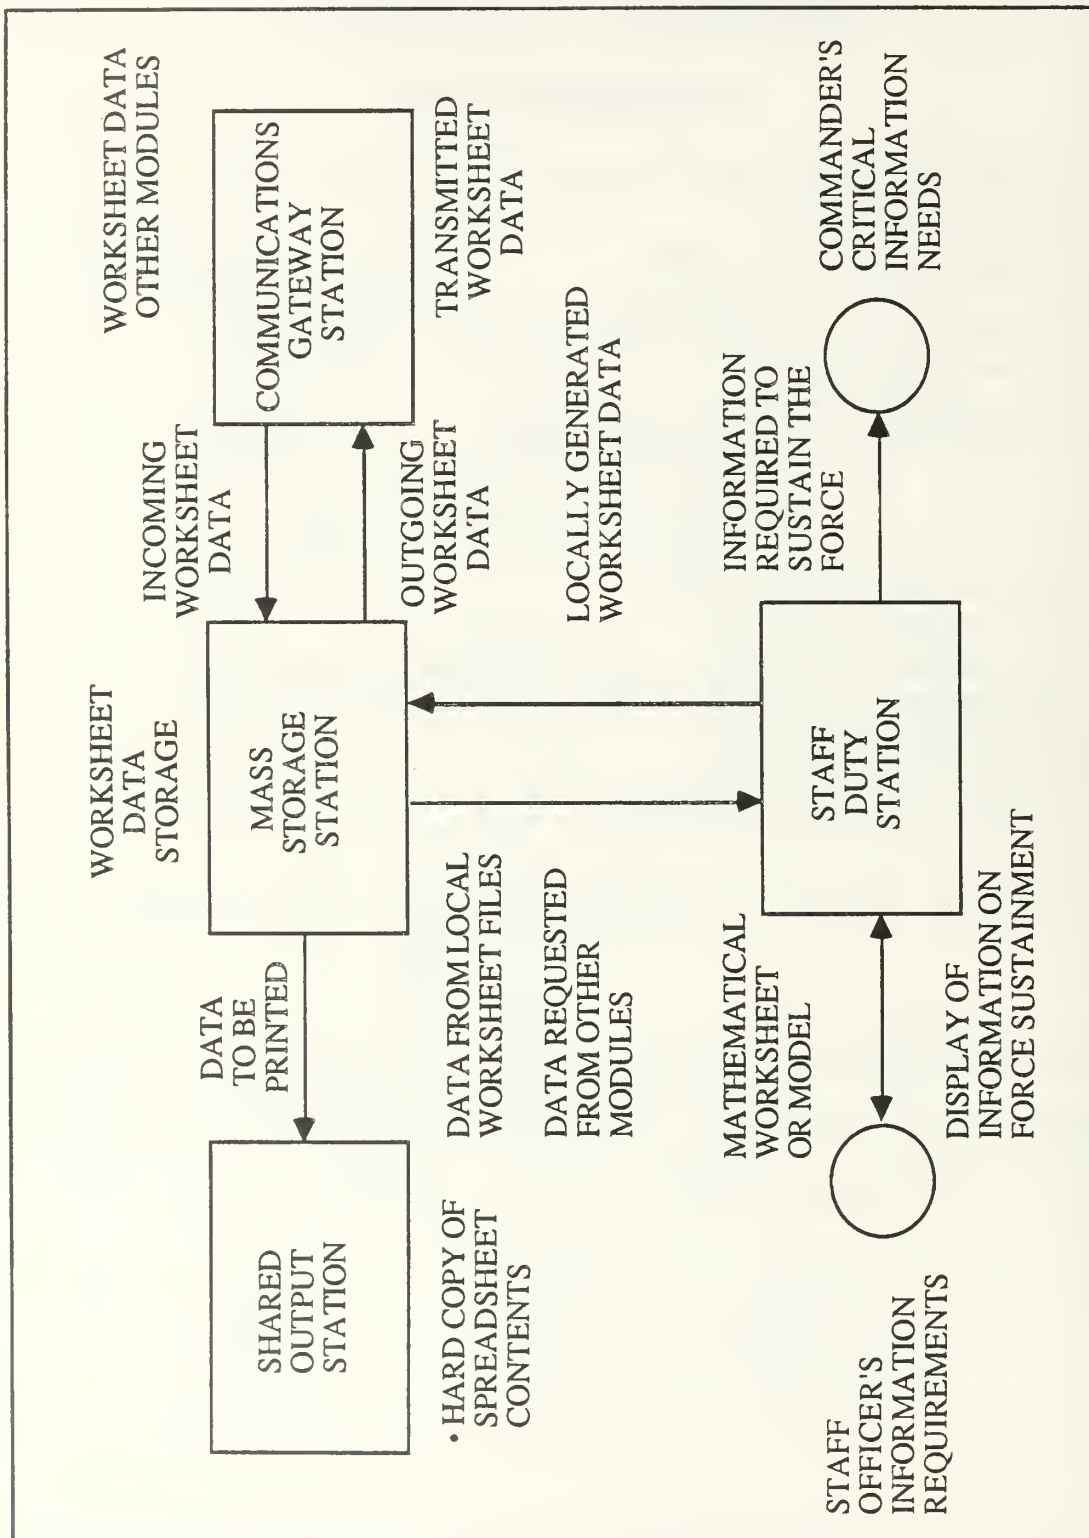 WORKSHEET
DATA
STORAGE
WORKSHEET DATA
OTHER MODULES
SHARED
OUTPUT
STATION
DATA
TO BE
PRINTED
MASS
STORAGE
STATION
INCOMING
WORKSHEET
DATA
COMMUNICATIONS
GATEWAY
STATION
• HARD COPY OF
SPREADSHEET
CONTENTS
DATA FROM LOCAL
WORKSHEET FILES
DATA REQUESTED
FROM OTHER
MODULES
OUTGOING
WORKSHEET
DATA
TRANSMITTED
WORKSHEET
DATA
LOCALLY GENERATED
WORKSHEET DATA
MATHEMATICAL
WORKSHEET
OR MODEL
INFORMATION
REQUIRED TO
SUSTAIN THE
FORCE
STAFF
OFFICER'S
INFORMATION
REQUIREMENTS
STAFF
DUTY
STATION
COMMANDER'S
CRITICAL
INFORMATION
NEEDS
DISPLAY OF
INFORMATION ON
FORCE SUSTAINMENT